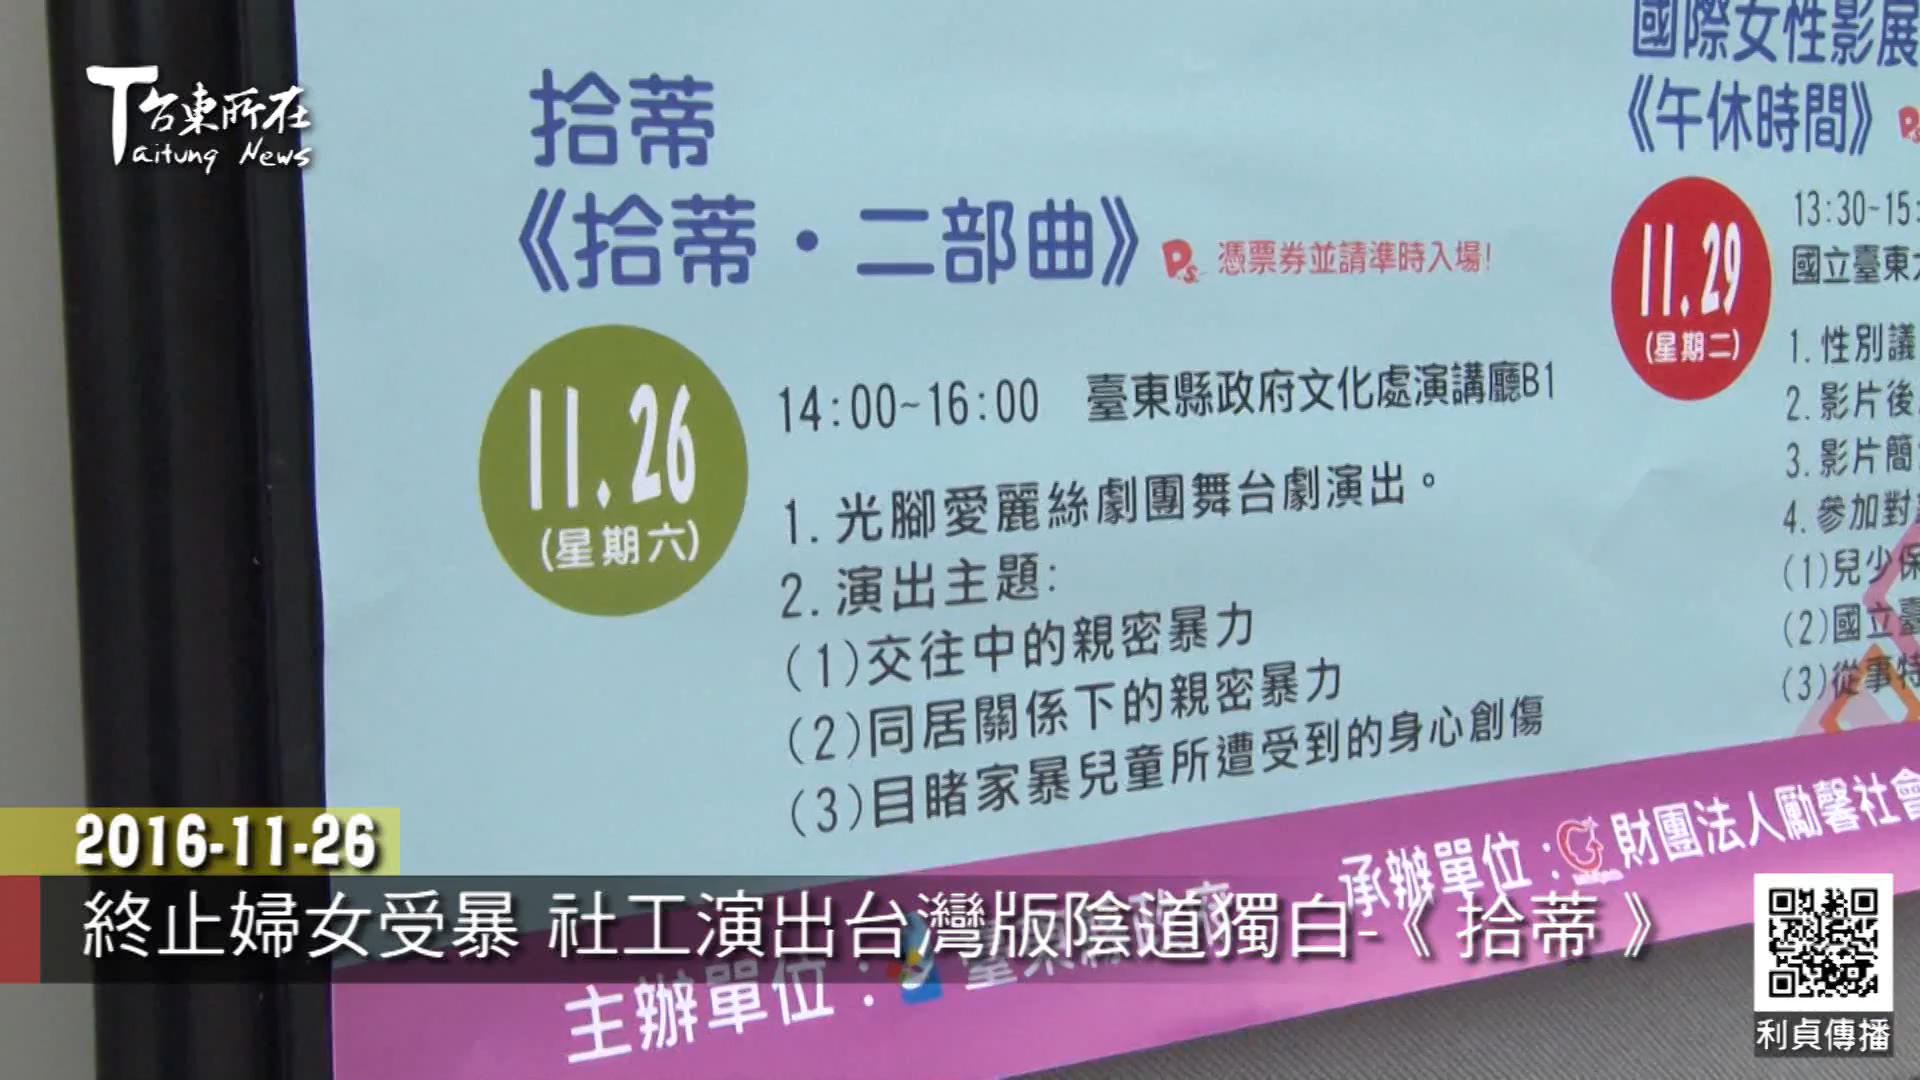 台東所在
Taitung News
拾蒂
《拾蒂・二部曲》 Ps 憑票券並請準時入場!
11.26
(星期六)
14:00~16:00 臺東縣政府文化處演講廳B1
1.光腳愛麗絲劇團舞台劇演出。
2.演出主題:
(1)交往中的親密暴力
(2)同居關係下的親密暴力
(3)目睹家暴兒童所遭受到的身心創傷
國際女性影展
《午休時間》
11.29
(星期二)
13:30~15:
國立臺東
1.性別議
2.影片後
3.影片簡
4.參加對
(1)兒少保
(2)國立臺
(3)從事特
主辦單位:臺東縣政府
承辦單位:財團法人勵馨社會
2016-11-26
終止婦女受暴 社工演出台灣版陰道獨白-《 拾蒂 》
利貞傳播